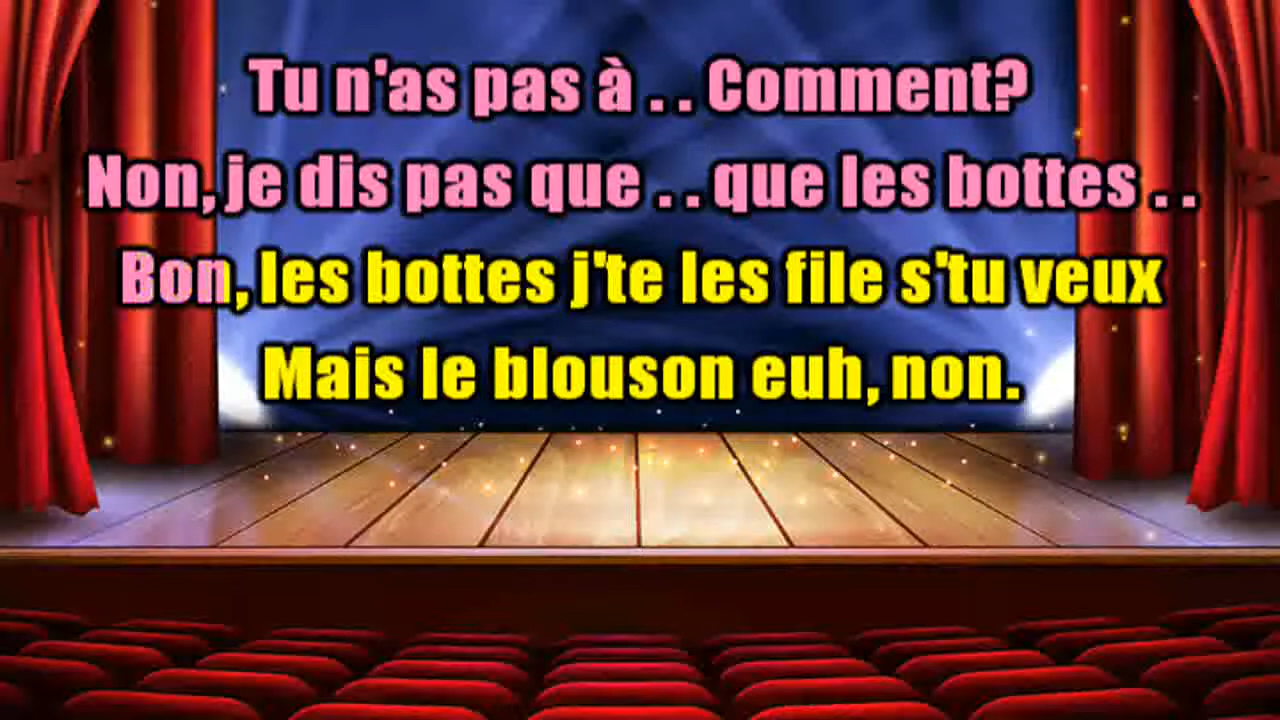 Tu n'as pas à . . Comment?
Non, je dis pas que . . que les bottes . .
Bon, les bottes j'te les file s'tu veux
Mais le blouson euh, non.